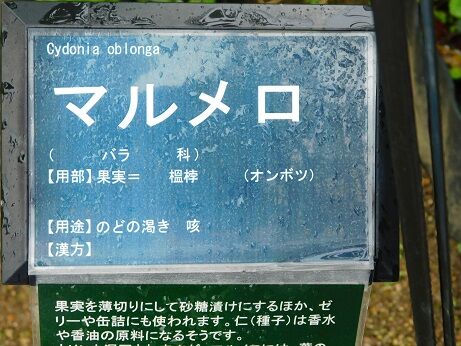 Cydonia oblonga
マルメロ
( バラ 科)
【用部】果実= 榲桲 (オンボツ)
【用途】のどの渇き 咳
【漢方】
果実を薄切りにして砂糖漬けにするほか、ゼ
リーや缶詰にも使われます。仁(種子)は香水
や香油の原料になるそうです。